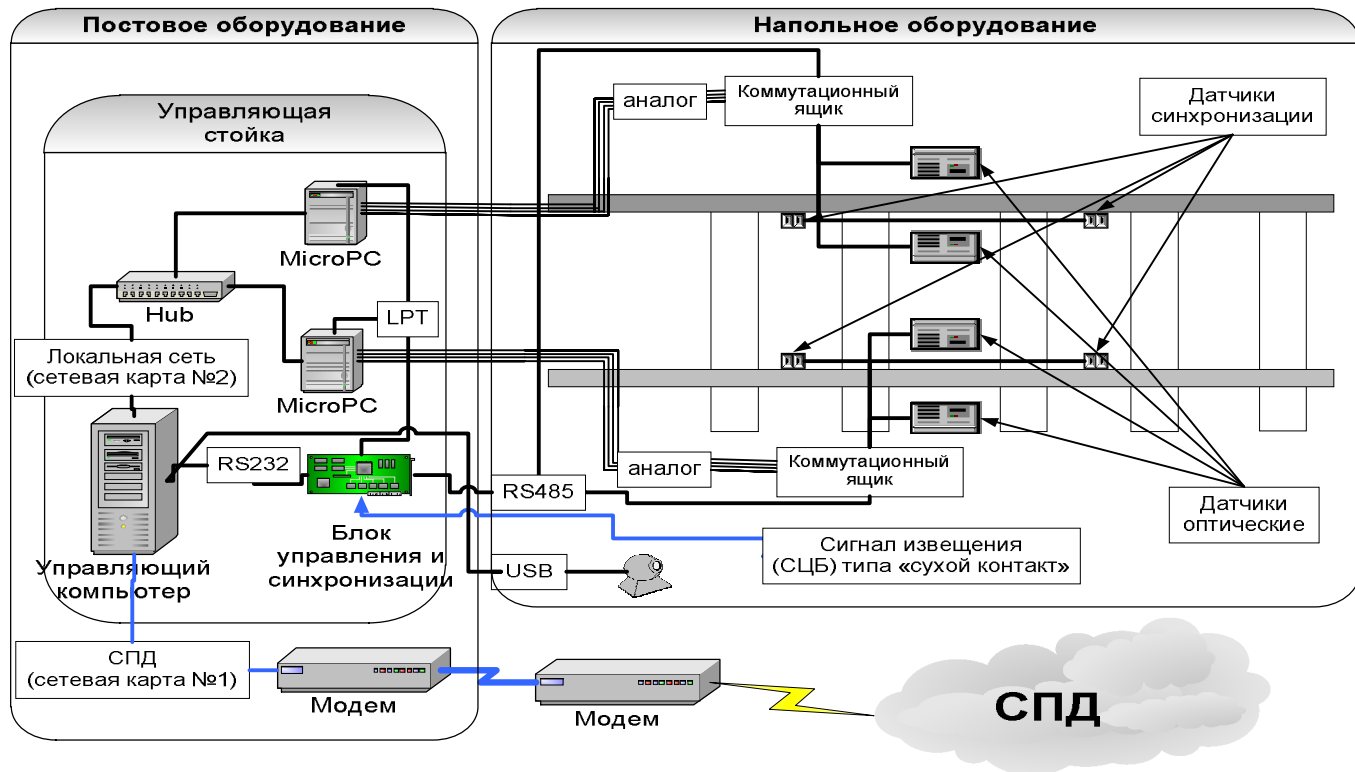 Постовое оборудование
Напольное оборудование
Управляющая
стойка
аналог
Коммутационный
ящик
Датчики
синхронизации
MicroPC
Hub
LPT
Локальная сеть
(сетевая карта №2)
MicroPC
RS232
аналог
Коммутационный
ящик
RS485
Датчики
оптические
Блок
управления и
синхронизации
Сигнал извещения
(СЦБ) типа «сухой контакт»
Управляющий
компьютер
USB
СПД
(сетевая карта №1)
Модем
Модем
СПД